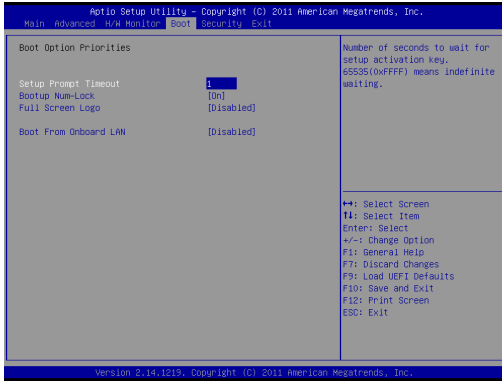 Aptio Setup Utility – Copyright (C) 2011 American Megatrends, Inc.
Main Advanced H/W Monitor Boot Security Exit
Boot Option Priorities
Setup Prompt Timeout 1
Bootup Num-Lock [On]
Full Screen Logo [Disabled]
Boot From Onboard LAN [Disabled]
Number of seconds to wait for
setup activation key.
65535(0xFFFF) means indefinite
waiting.
↔: Select Screen
↑↓: Select Item
Enter: Select
+/-: Change Option
F1: General Help
F7: Discard Changes
F9: Load UEFI Defaults
F10: Save and Exit
F12: Print Screen
ESC: Exit
Version 2.14.1219. Copyright (C) 2011 American Megatrends, Inc.